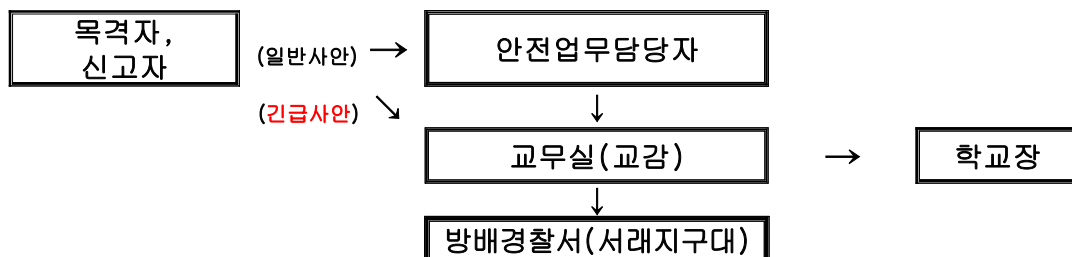 목격자,
신고자
(일반사안) → 안전업무담당자
(긴급사안) ↘
↓
교무실(교감) → 학교장
↓
방배경찰서(서래지구대)